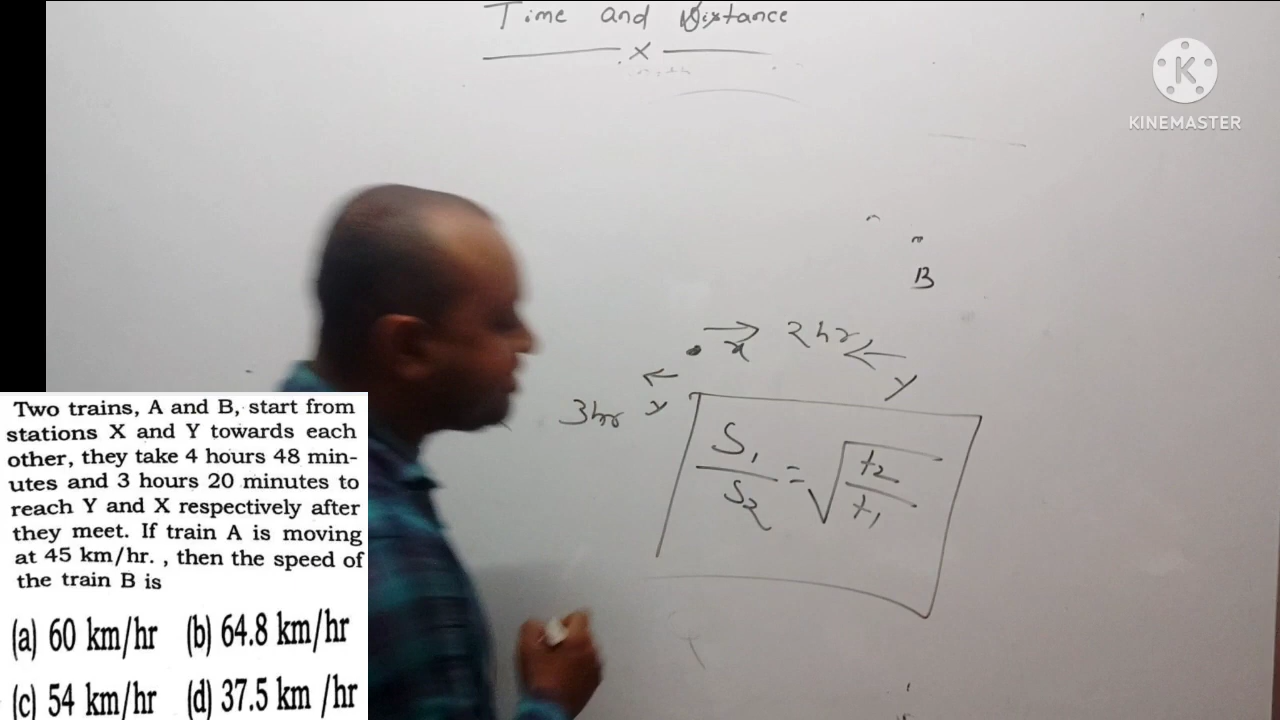 Time and Distance
x
KINEMASTER
B
2hr
x
y
3hr
S1
S2
=
√
t2
t1
Two trains, A and B, start from
stations X and Y towards each
other, they take 4 hours 48 min-
utes and 3 hours 20 minutes to
reach Y and X respectively after
they meet. If train A is moving
at 45 km/hr. , then the speed of
the train B is
(a) 60 km/hr (b) 64.8 km/hr
(c) 54 km/hr (d) 37.5 km /hr